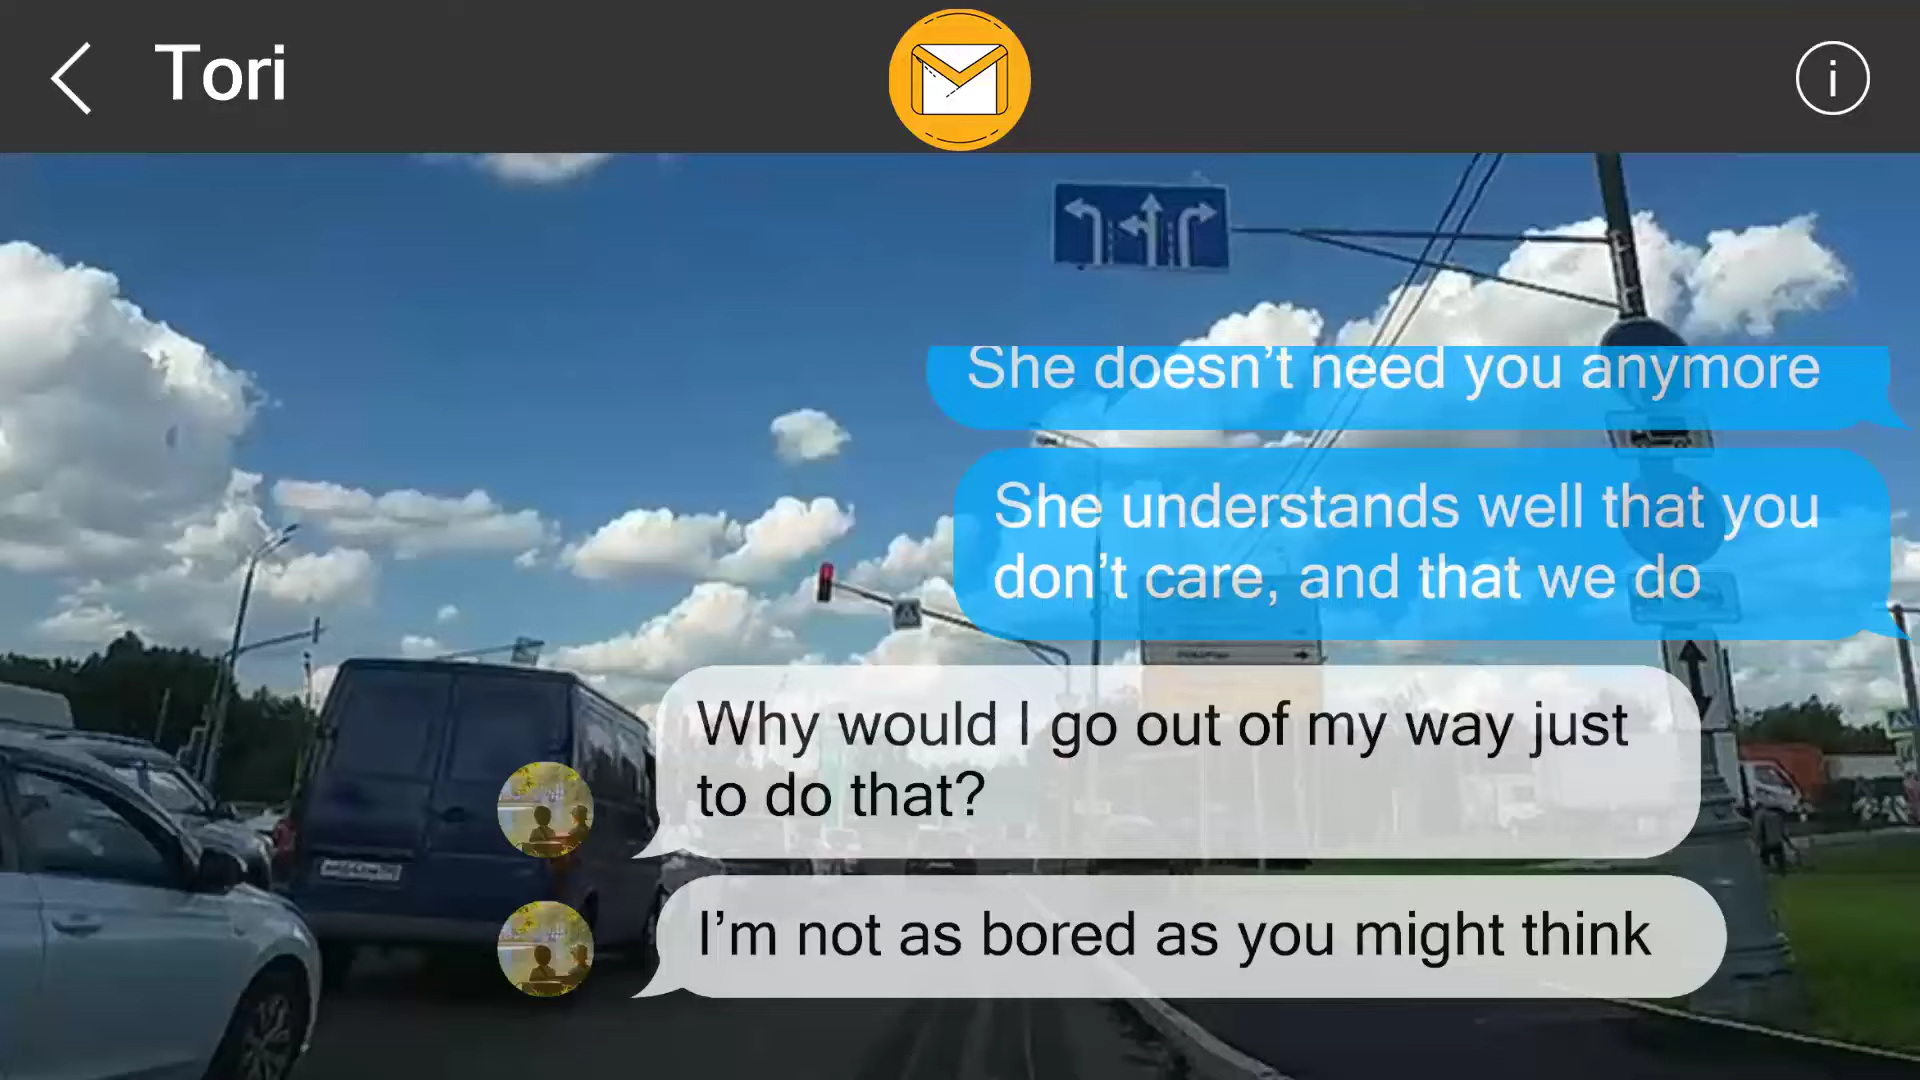 Tori
She doesn’t need you anymore
She understands well that you
don’t care, and that we do
Why would I go out of my way just
to do that?
I’m not as bored as you might think